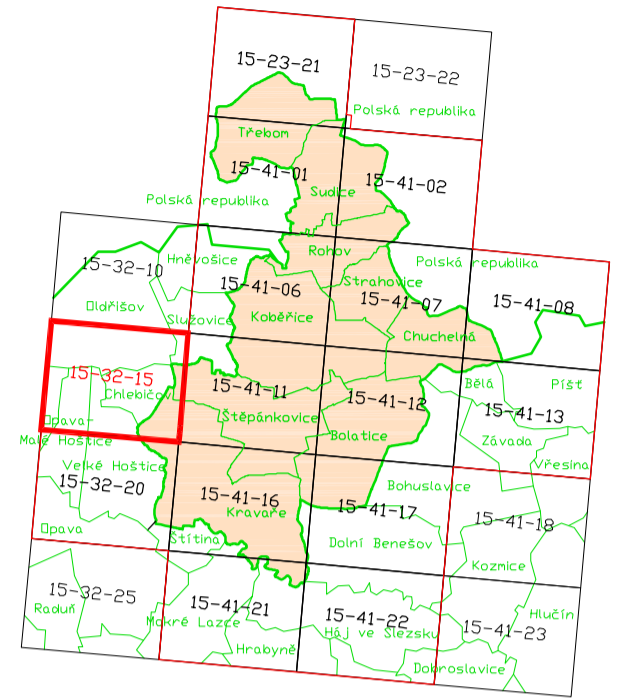 15-23-21
15-23-22
Polská republika
Třebom
15-41-01
15-41-02
Sudice
Polská republika
Rohov
Hněvošice
Polská republika
15-32-10
15-41-06
Strahovice
15-41-07
15-41-08
Oldřišov
Služovice
Kobeřice
Chuchelná
15-32-15
Chlebičov
15-41-11
15-41-12
Bělá
Píšť
Štěpánkovice
15-41-13
Opava-
Malé Hoštice
Bolatice
Závada
Velké Hoštice
Vřesina
15-32-20
15-41-16
Bohuslavice
Kravaře
15-41-17
15-41-18
Opava
Štítina
Dolní Benešov
Kozmice
15-32-25
15-41-21
15-41-22
Raduň
Mokré Lazce
Háj ve Slezsku
15-41-23
Hlučín
Hrabyně
Dobroslavice